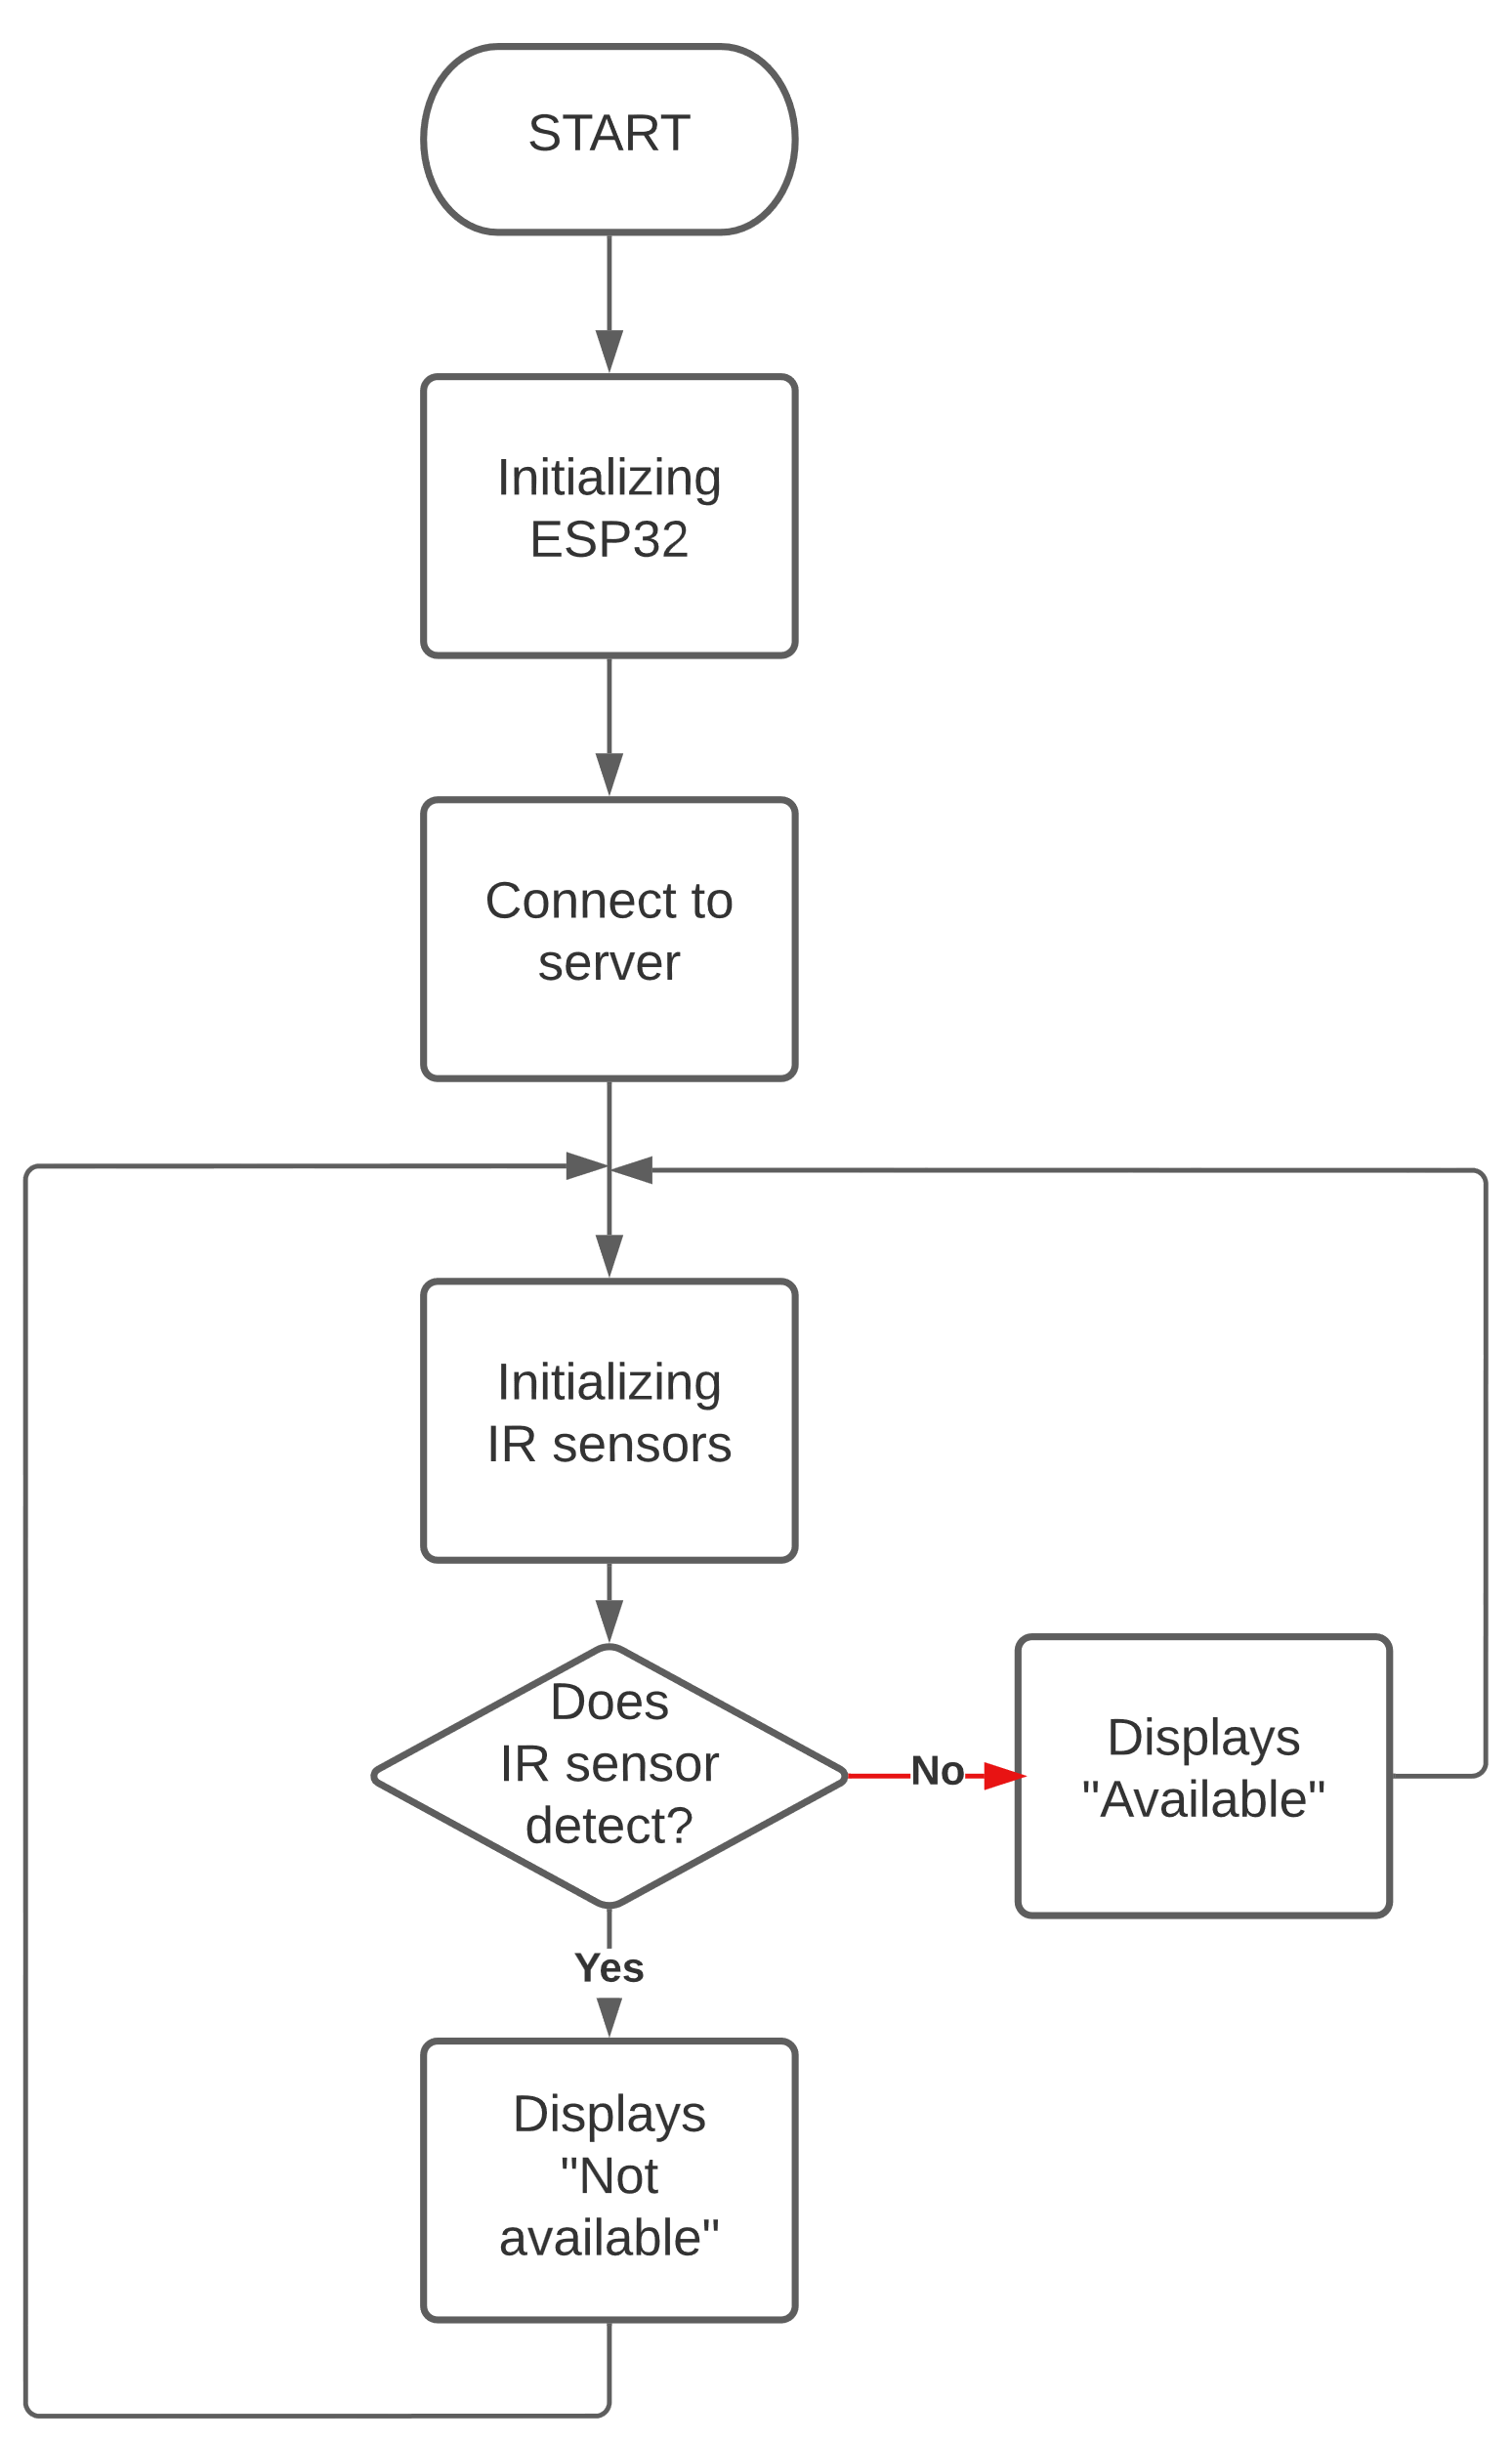 START
Initializing
ESP32
Connect to
server
Initializing
IR sensors
Does
IR sensor
detect?
No
Displays
"Available"
Yes
Displays
"Not
available"